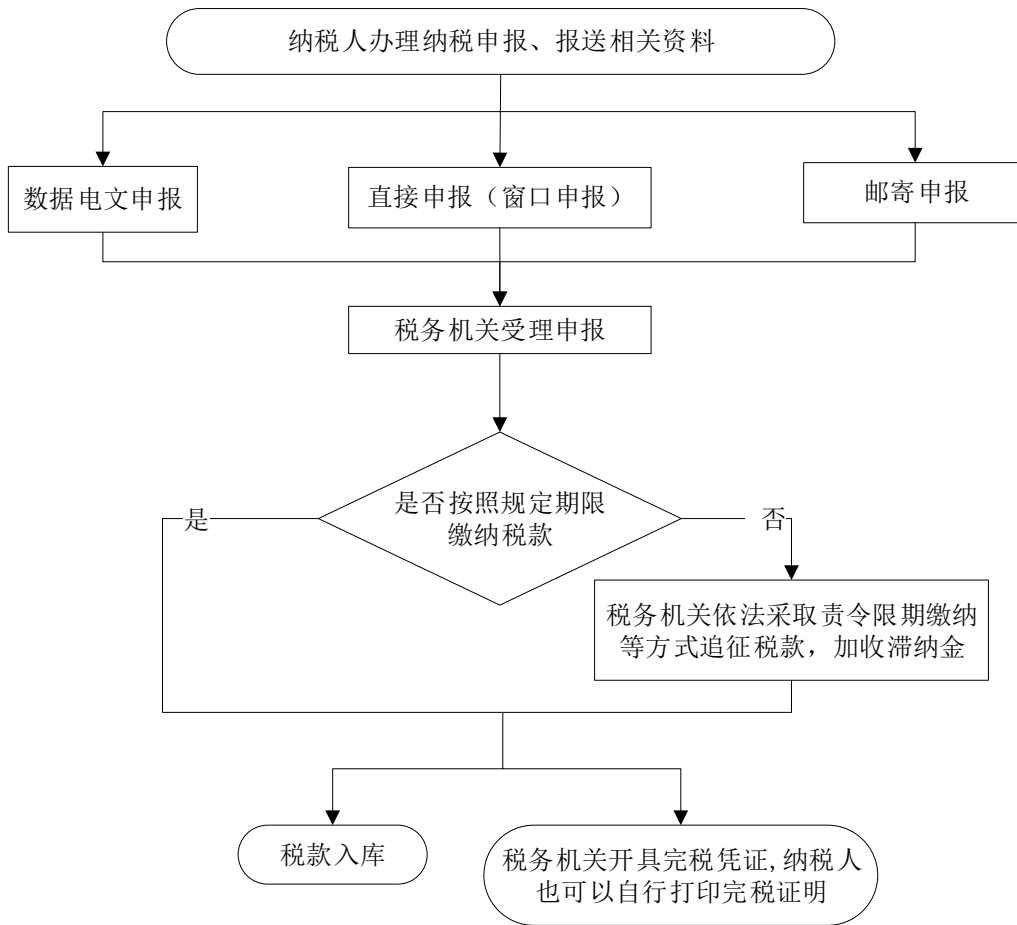 纳税人办理纳税申报、报送相关资料
数据电文申报
直接申报（窗口申报）
邮寄申报
税务机关受理申报
是否按照规定期限
缴纳税款
是
否
税务机关依法采取责令限期缴纳
等方式追征税款，加收滞纳金
税款入库
税务机关开具完税凭证,纳税人
也可以自行打印完税证明